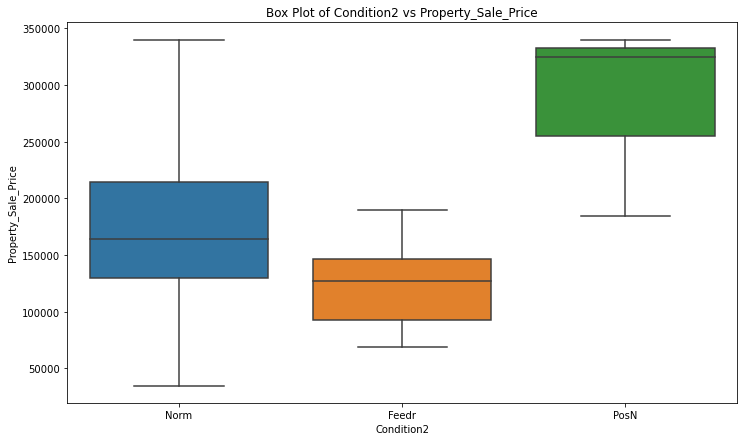 Box Plot of Condition2 vs Property_Sale_Price
Property_Sale_Price
350000
300000
250000
200000
150000
100000
50000
Norm
Feedr
PosN
Condition2